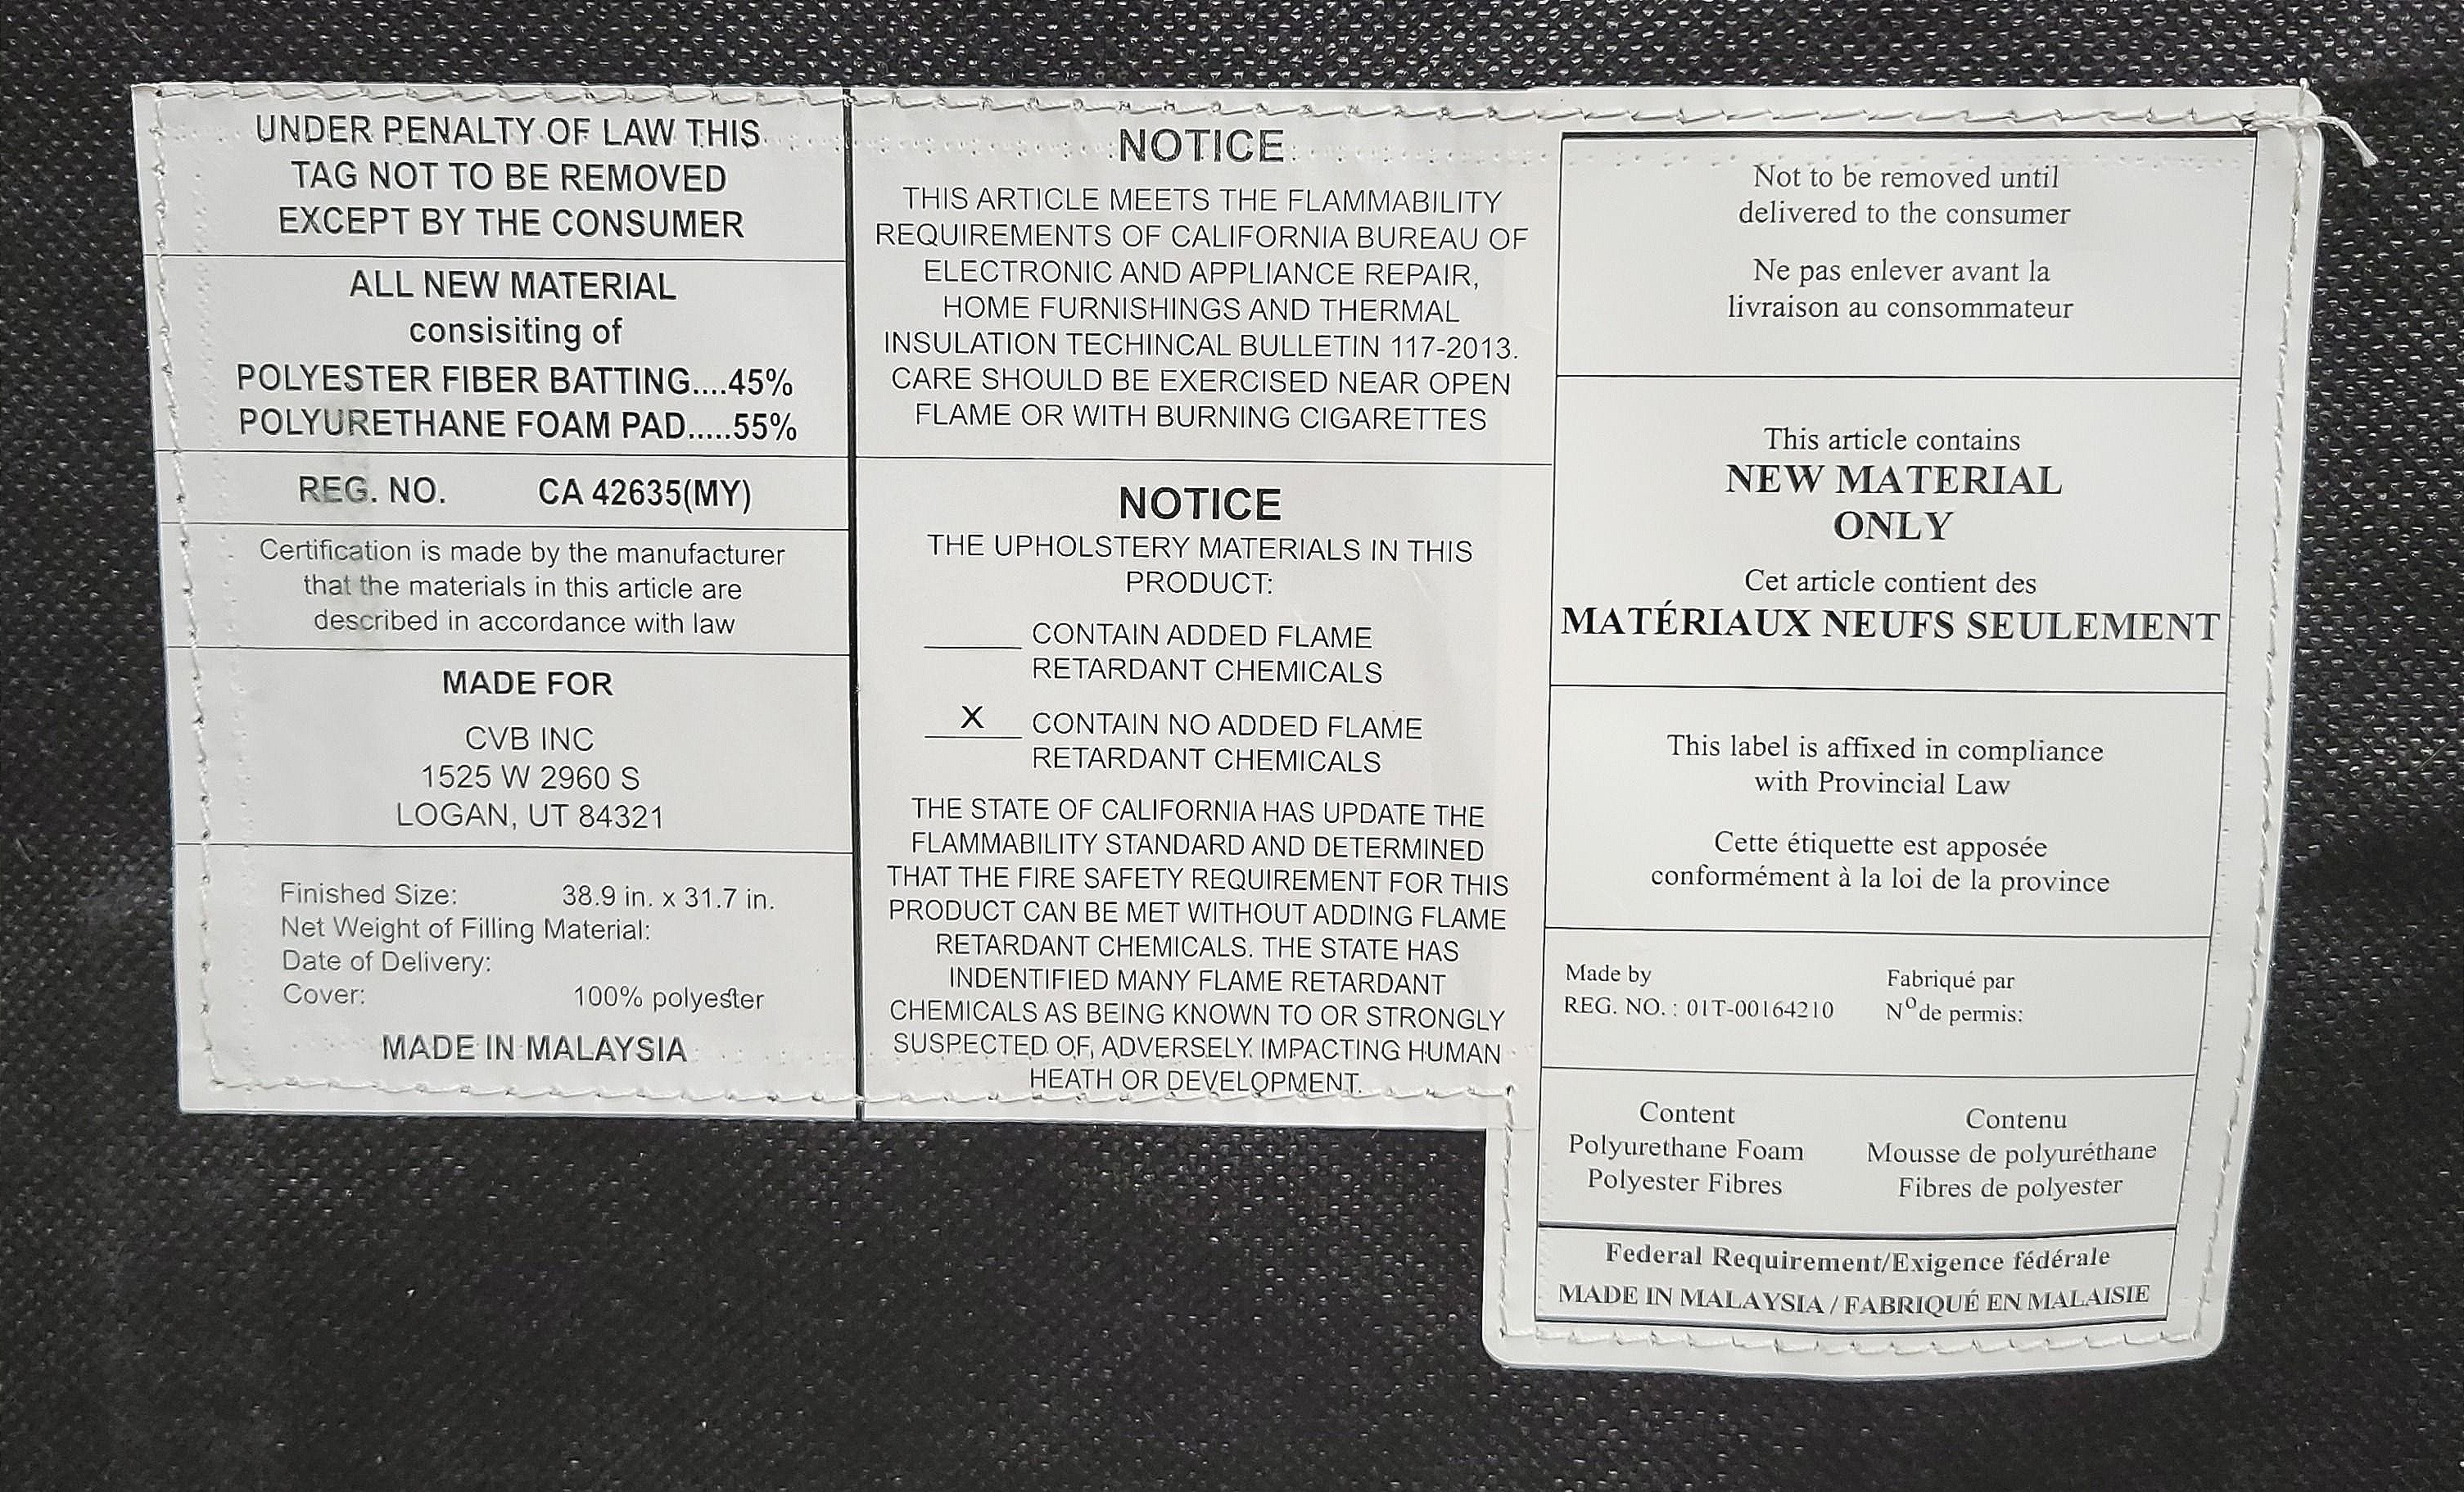 UNDER PENALTY OF LAW THIS
TAG NOT TO BE REMOVED
EXCEPT BY THE CONSUMER
ALL NEW MATERIAL
consisiting of
POLYESTER FIBER BATTING....45%
POLYURETHANE FOAM PAD.....55%
REG. NO. CA 42635(MY)
Certification is made by the manufacturer
that the materials in this article are
described in accordance with law
MADE FOR
CVB INC
1525 W 2960 S
LOGAN, UT 84321
Finished Size: 38.9 in. x 31.7 in.
Net Weight of Filling Material:
Date of Delivery:
Cover: 100% polyester
MADE IN MALAYSIA
NOTICE
THIS ARTICLE MEETS THE FLAMMABILITY
REQUIREMENTS OF CALIFORNIA BUREAU OF
ELECTRONIC AND APPLIANCE REPAIR,
HOME FURNISHINGS AND THERMAL
INSULATION TECHINCAL BULLETIN 117-2013.
CARE SHOULD BE EXERCISED NEAR OPEN
FLAME OR WITH BURNING CIGARETTES
NOTICE
THE UPHOLSTERY MATERIALS IN THIS
PRODUCT:
CONTAIN ADDED FLAME
RETARDANT CHEMICALS
X CONTAIN NO ADDED FLAME
RETARDANT CHEMICALS
THE STATE OF CALIFORNIA HAS UPDATE THE
FLAMMABILITY STANDARD AND DETERMINED
THAT THE FIRE SAFETY REQUIREMENT FOR THIS
PRODUCT CAN BE MET WITHOUT ADDING FLAME
RETARDANT CHEMICALS. THE STATE HAS
INDENTIFIED MANY FLAME RETARDANT
CHEMICALS AS BEING KNOWN TO OR STRONGLY
SUSPECTED OF, ADVERSELY IMPACTING HUMAN
HEATH OR DEVELOPMENT.
Not to be removed until
delivered to the consumer
Ne pas enlever avant la
livraison au consommateur
This article contains
NEW MATERIAL
ONLY
Cet article contient des
MATÉRIAUX NEUFS SEULEMENT
This label is affixed in compliance
with Provincial Law
Cette étiquette est apposée
conformément à la loi de la province
Made by Fabriqué par
REG. NO. : 01T-00164210 Nº de permis:
Content Contenu
Polyurethane Foam Mousse de polyuréthane
Polyester Fibres Fibres de polyester
Federal Requirement/Exigence fédérale
MADE IN MALAYSIA / FABRIQUÉ EN MALAISIE